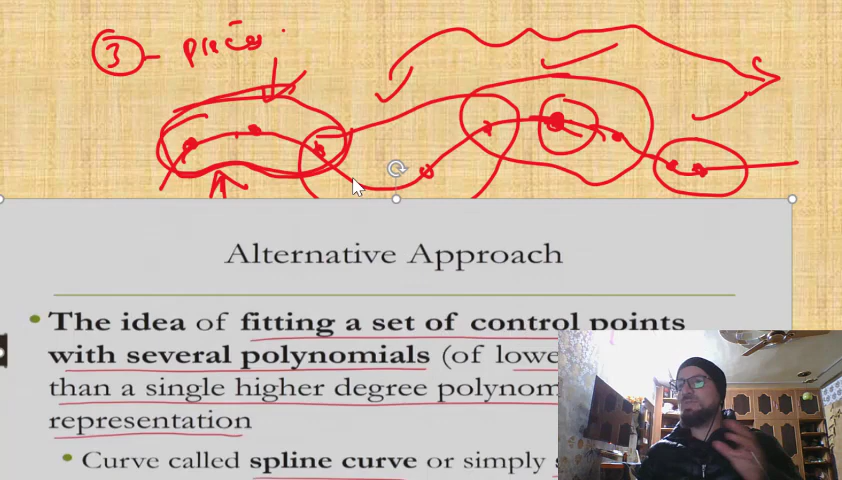 ③ - pieces
Alternative Approach
• The idea of fitting a set of control points
with several polynomials (of lowe
than a single higher degree polynom
representation
• Curve called spline curve or simply s